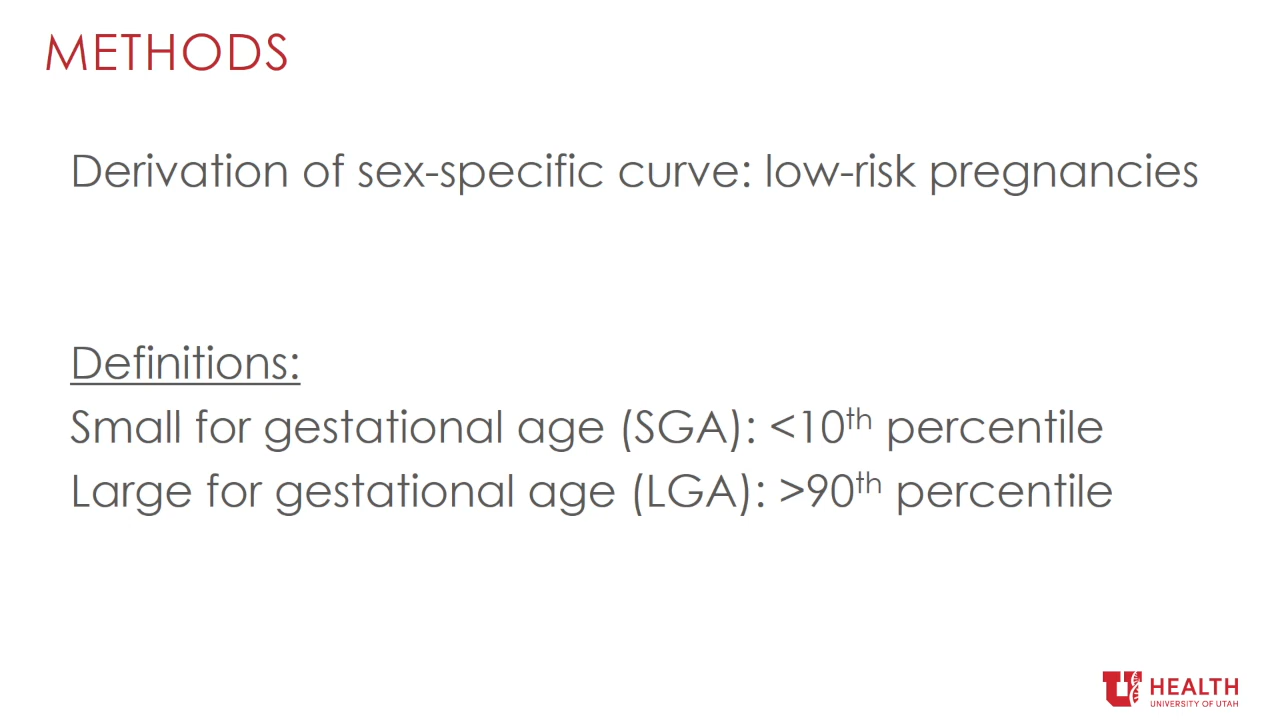 METHODS
Derivation of sex-specific curve: low-risk pregnancies
Definitions:
Small for gestational age (SGA): <10th percentile
Large for gestational age (LGA): >90th percentile
U HEALTH
UNIVERSITY OF UTAH